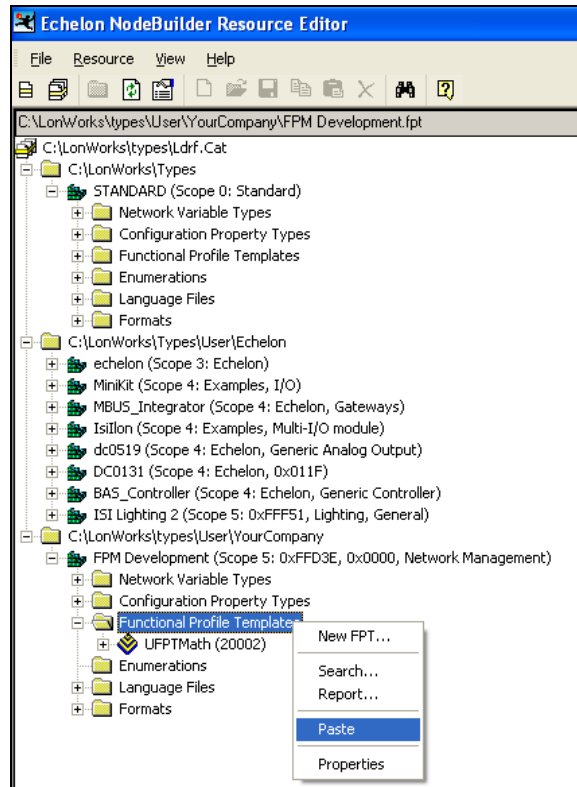 Echelon NodeBuilder Resource Editor
File Resource View Help
C:\LonWorks\types\User\YourCompany\FPM Development.fpt
C:\LonWorks\types\Ldrf.Cat
C:\LonWorks\Types
STANDARD (Scope 0: Standard)
Network Variable Types
Configuration Property Types
Functional Profile Templates
Enumerations
Language Files
Formats
C:\LonWorks\Types\User\Echelon
echelon (Scope 3: Echelon)
MiniKit (Scope 4: Examples, I/O)
MBUS_Integrator (Scope 4: Echelon, Gateways)
IsiIlon (Scope 4: Examples, Multi-I/O module)
dc0519 (Scope 4: Echelon, Generic Analog Output)
DC0131 (Scope 4: Echelon, 0x011F)
BAS_Controller (Scope 4: Echelon, Generic Controller)
ISI Lighting 2 (Scope 5: 0xFFF51, Lighting, General)
C:\LonWorks\types\User\YourCompany
FPM Development (Scope 5: 0xFFD3E, 0x0000, Network Management)
Network Variable Types
Configuration Property Types
Functional Profile Templates
UFPTMath (20002)
Enumerations
Language Files
Formats
New FPT...
Search...
Report...
Paste
Properties